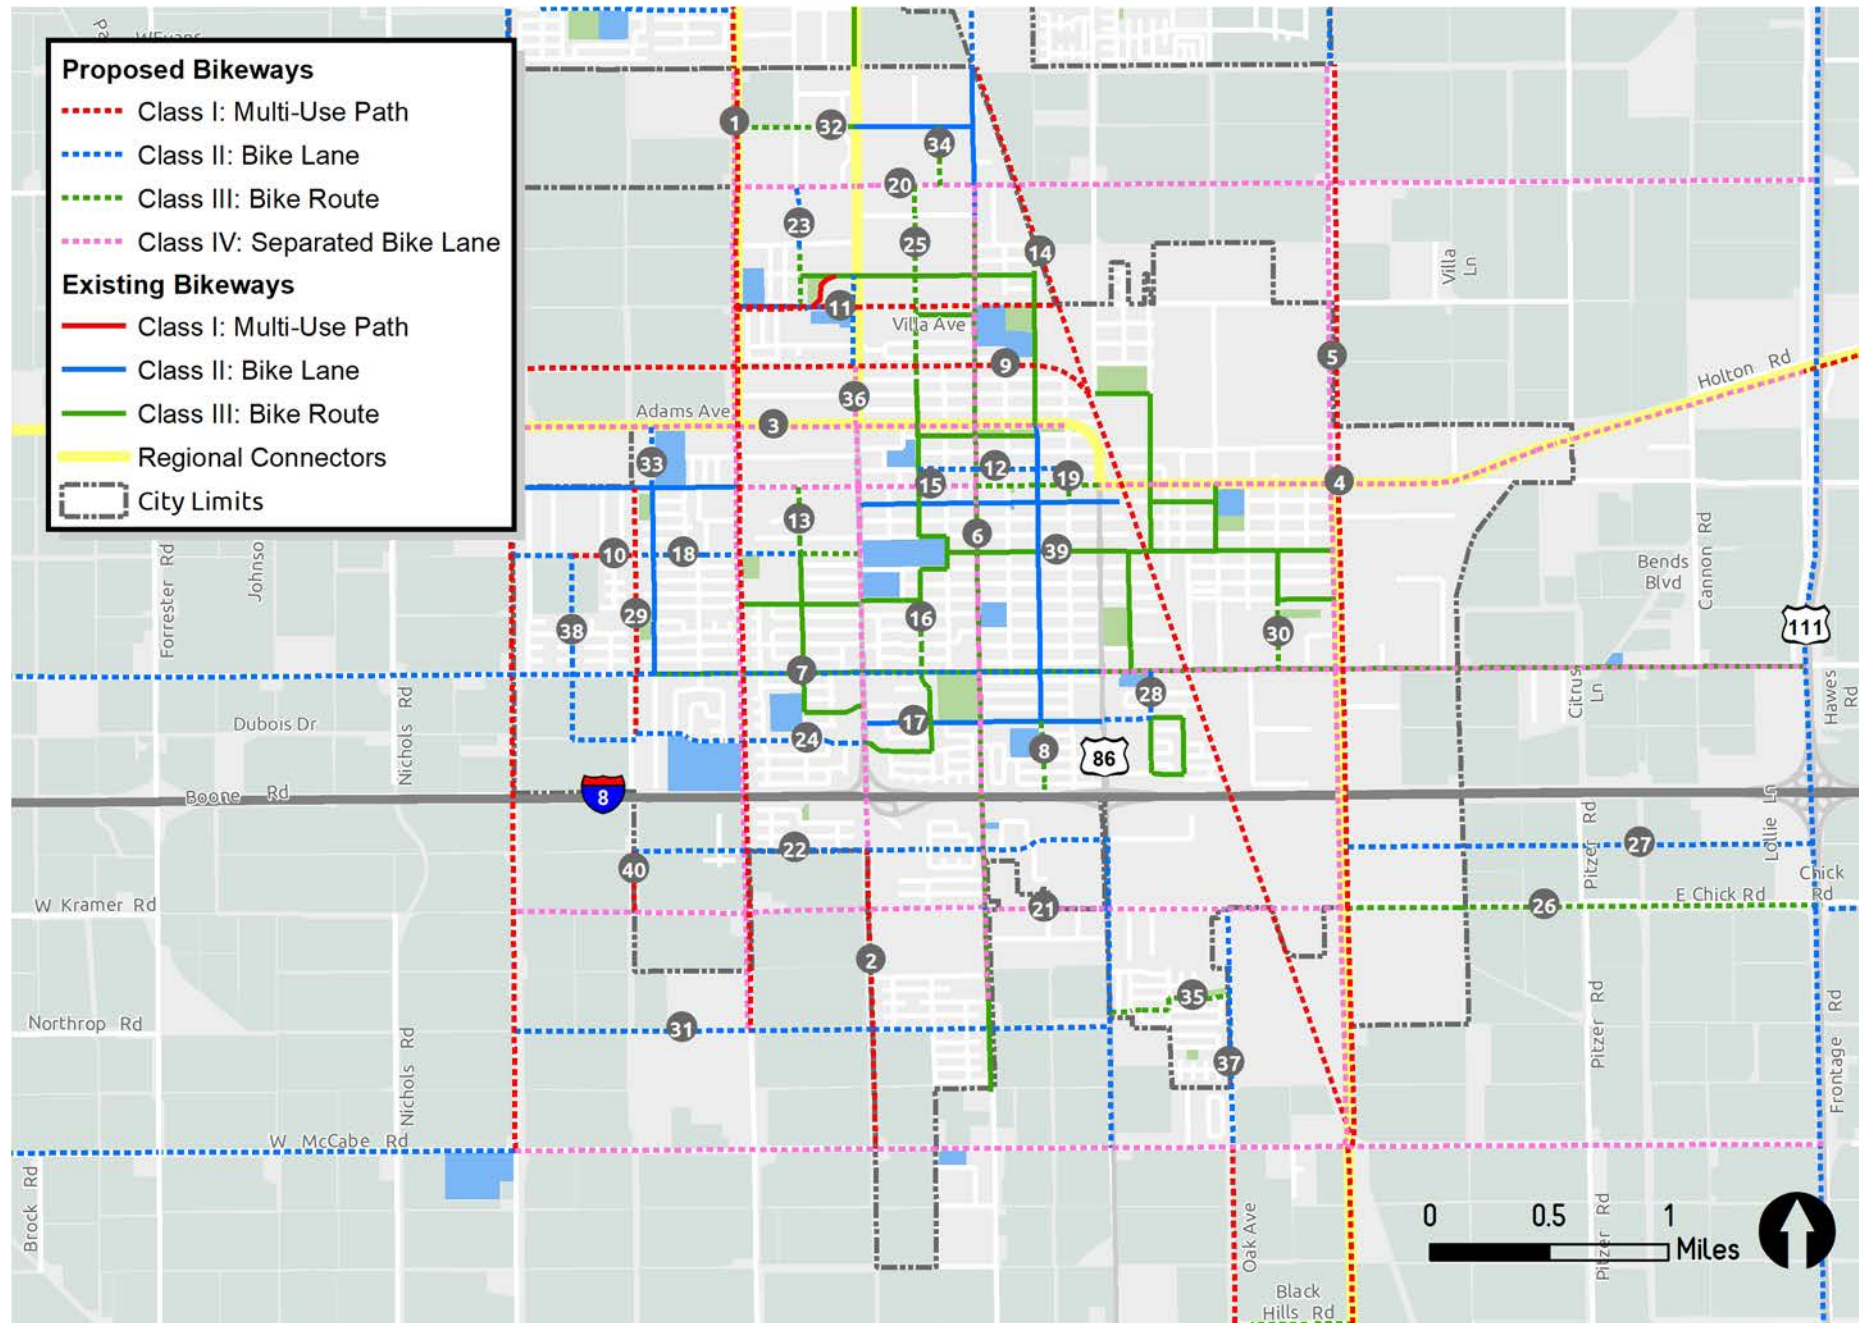 Proposed Bikeways
Class I: Multi-Use Path
Class II: Bike Lane
Class III: Bike Route
Class IV: Separated Bike Lane
Existing Bikeways
Class I: Multi-Use Path
Class II: Bike Lane
Class III: Bike Route
Regional Connectors
City Limits
1
32
34
20
23
25
14
Villa
Ln
11
Villa Ave
5
9
Holton Rd
36
Adams Ave
3
33
12
19
15
4
13
6
10
18
39
Forrester Rd
Johnso
Bends
Blvd
Cannon Rd
29
16
38
30
111
7
28
Citrus
Ln
Hawes
Rd
Nichols Rd
Dubois Dr
17
24
8
86
8
Boone Rd
22
27
Pitzer Rd
Lollie Ln
40
Chick
Rd
W Kramer Rd
21
26
E Chick Rd
2
35
Northrop Rd
31
Nichols Rd
37
Pitzer Rd
Frontage Rd
W McCabe Rd
Brock Rd
Oak Ave
Pitzer Rd
0 0.5 1
Miles
Black
Hills Rd